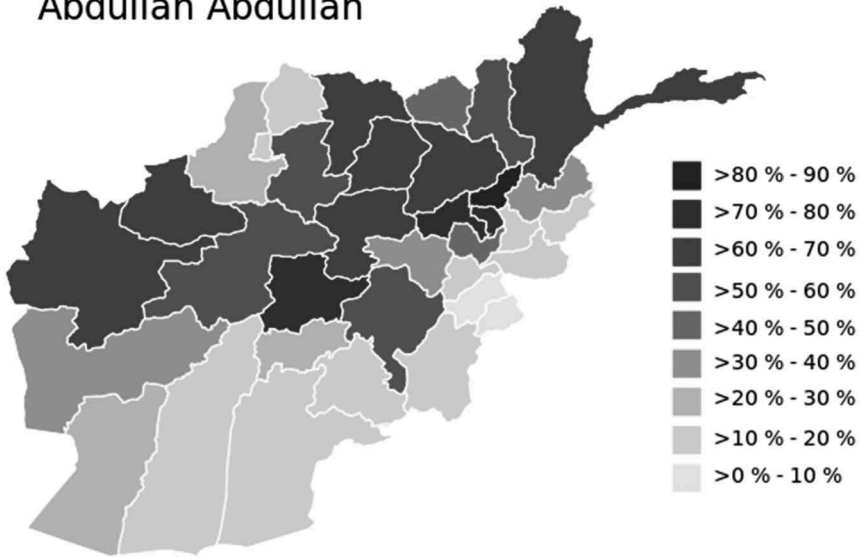 Abdullah Abdullah
>80 % - 90 %
>70 % - 80 %
>60 % - 70 %
>50 % - 60 %
>40 % - 50 %
>30 % - 40 %
>20 % - 30 %
>10 % - 20 %
>0 % - 10 %